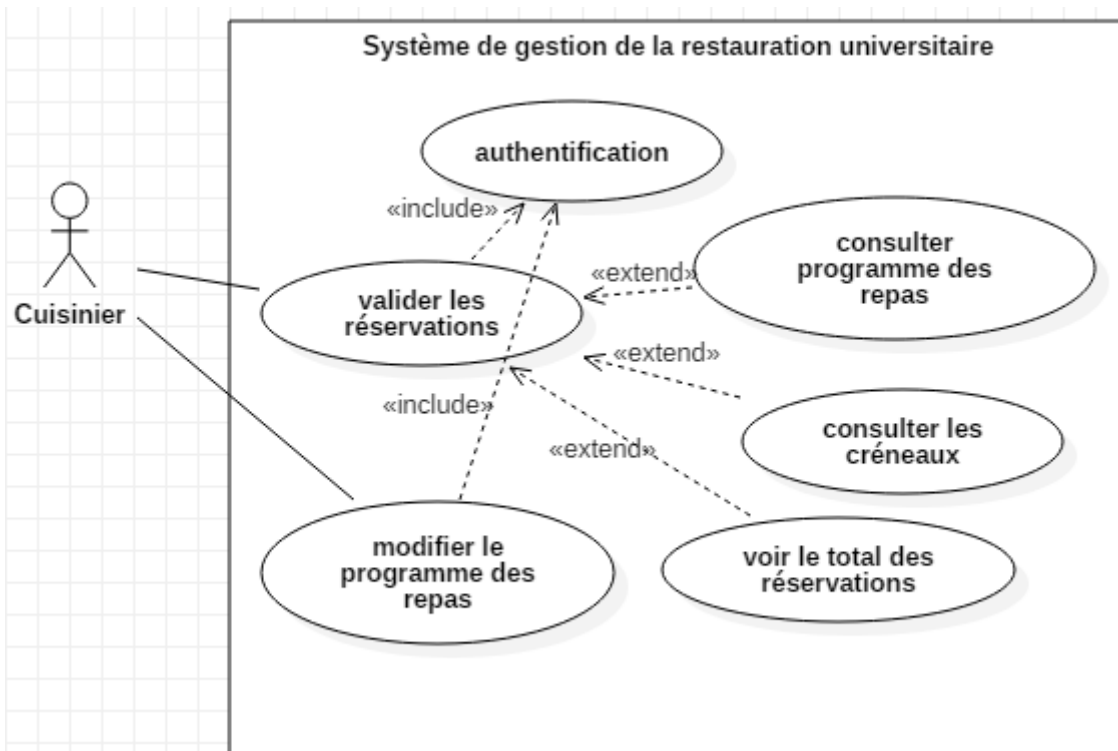 Système de gestion de la restauration universitaire
authentification
«include»
consulter
programme des
repas
«extend»
valider les
réservations
Cuisinier
«extend»
«include»
consulter les
créneaux
«extend»
modifier le
programme des
repas
voir le total des
réservations